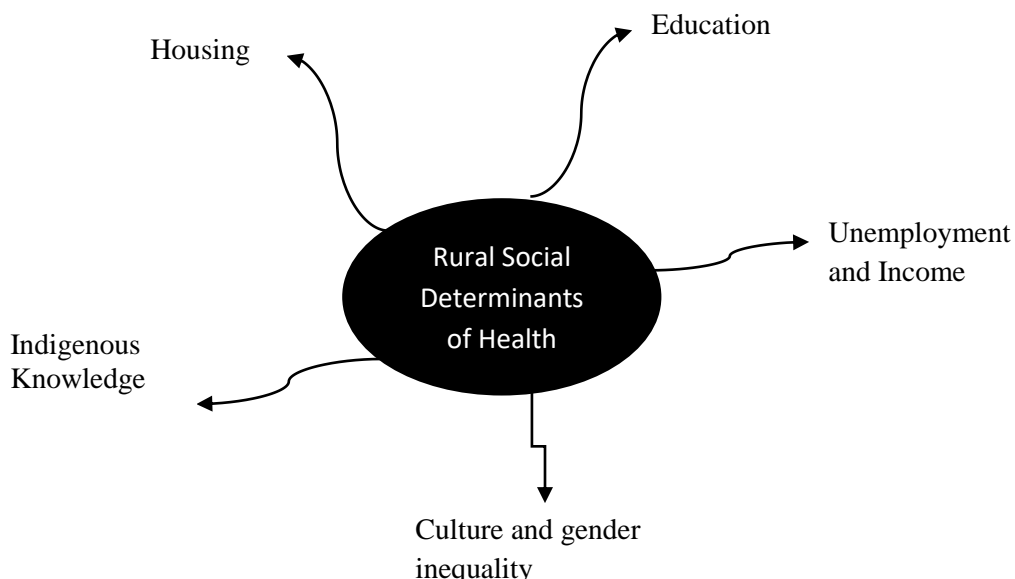 Education
Housing
Unemployment
and Income
Rural Social
Determinants
of Health
Indigenous
Knowledge
Culture and gender
inequality